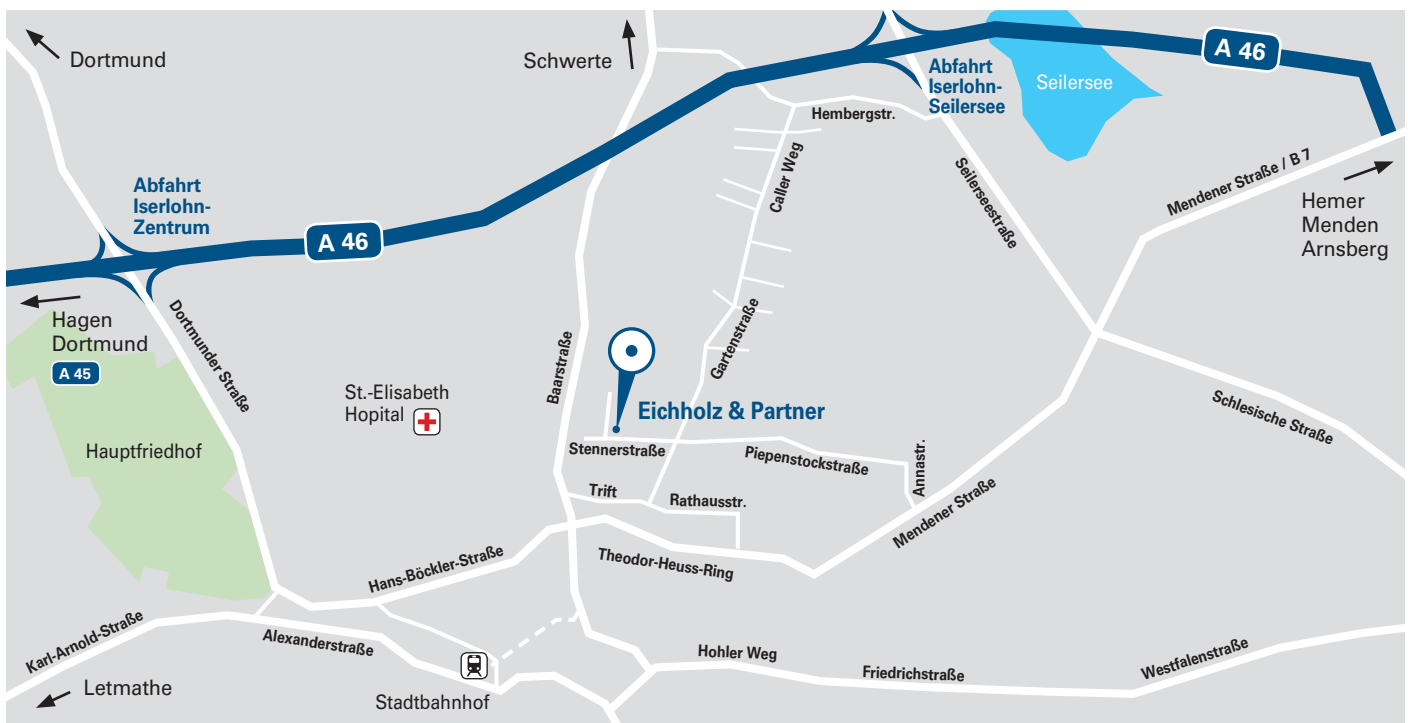 Dortmund
Schwerte
Abfahrt
Iserlohn-
Seilersee
Seilersee
A 46
Hembergstr.
Caller Weg
Seilerseestraße
Mendener Straße / B 7
Hemer
Menden
Arnsberg
Abfahrt
Iserlohn-
Zentrum
A 46
Hagen
Dortmund
A 45
Dortmunder Straße
Baarstraße
Gartenstraße
St.-Elisabeth
Hopital
Eichholz & Partner
Schlesische Straße
Hauptfriedhof
Stennerstraße
Piepenstockstraße
Annastr.
Trift
Rathausstr.
Mendener Straße
Hans-Böckler-Straße
Theodor-Heuss-Ring
Karl-Arnold-Straße
Alexanderstraße
Hohler Weg
Friedrichstraße
Westfalenstraße
Letmathe
Stadtbahnhof